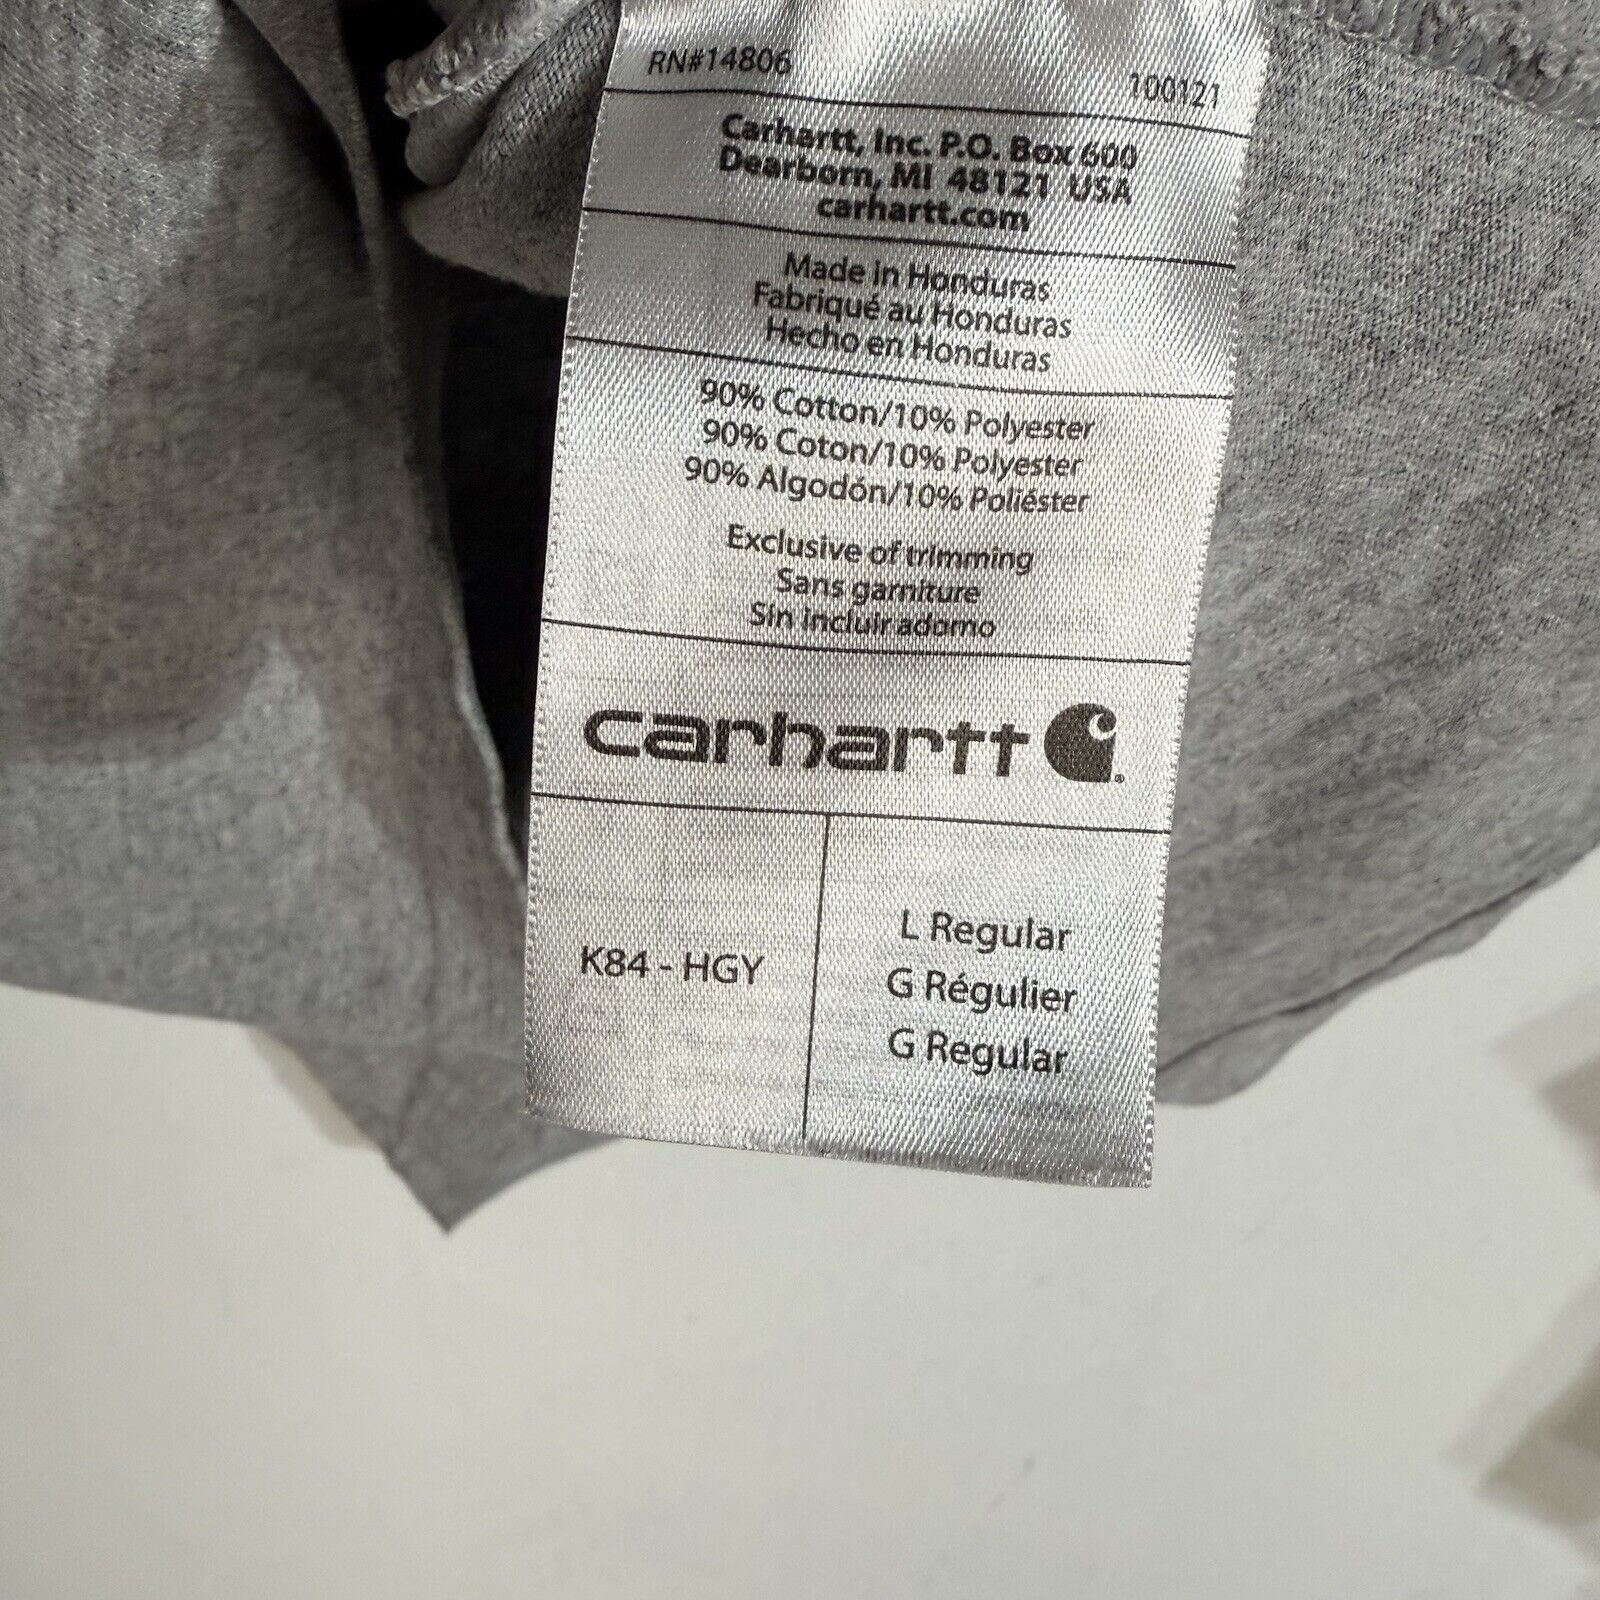 RN#14806
100121
Carhartt, Inc. P.O. Box 600
Dearborn, MI 48121 USA
carhartt.com
Made in Honduras
Fabriqué au Honduras
Hecho en Honduras
90% Cotton/10% Polyester
90% Coton/10% Polyester
90% Algodón/10% Poliéster
Exclusive of trimming
Sans garniture
Sin incluir adorno
carhartt
K84 - HGY
L Regular
G Régulier
G Regular